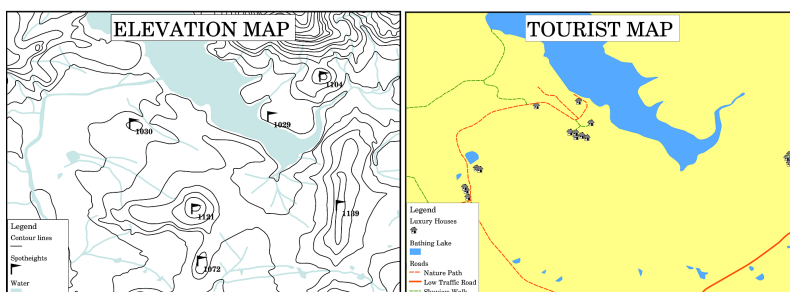 ELEVATION MAP
1104
1029
1030
1139
1121
1072
Legend
Contour lines
Spotheights
Water
TOURIST MAP
Legend
Luxury Houses
Bathing Lake
Roads
Nature Path
Low Traffic Road